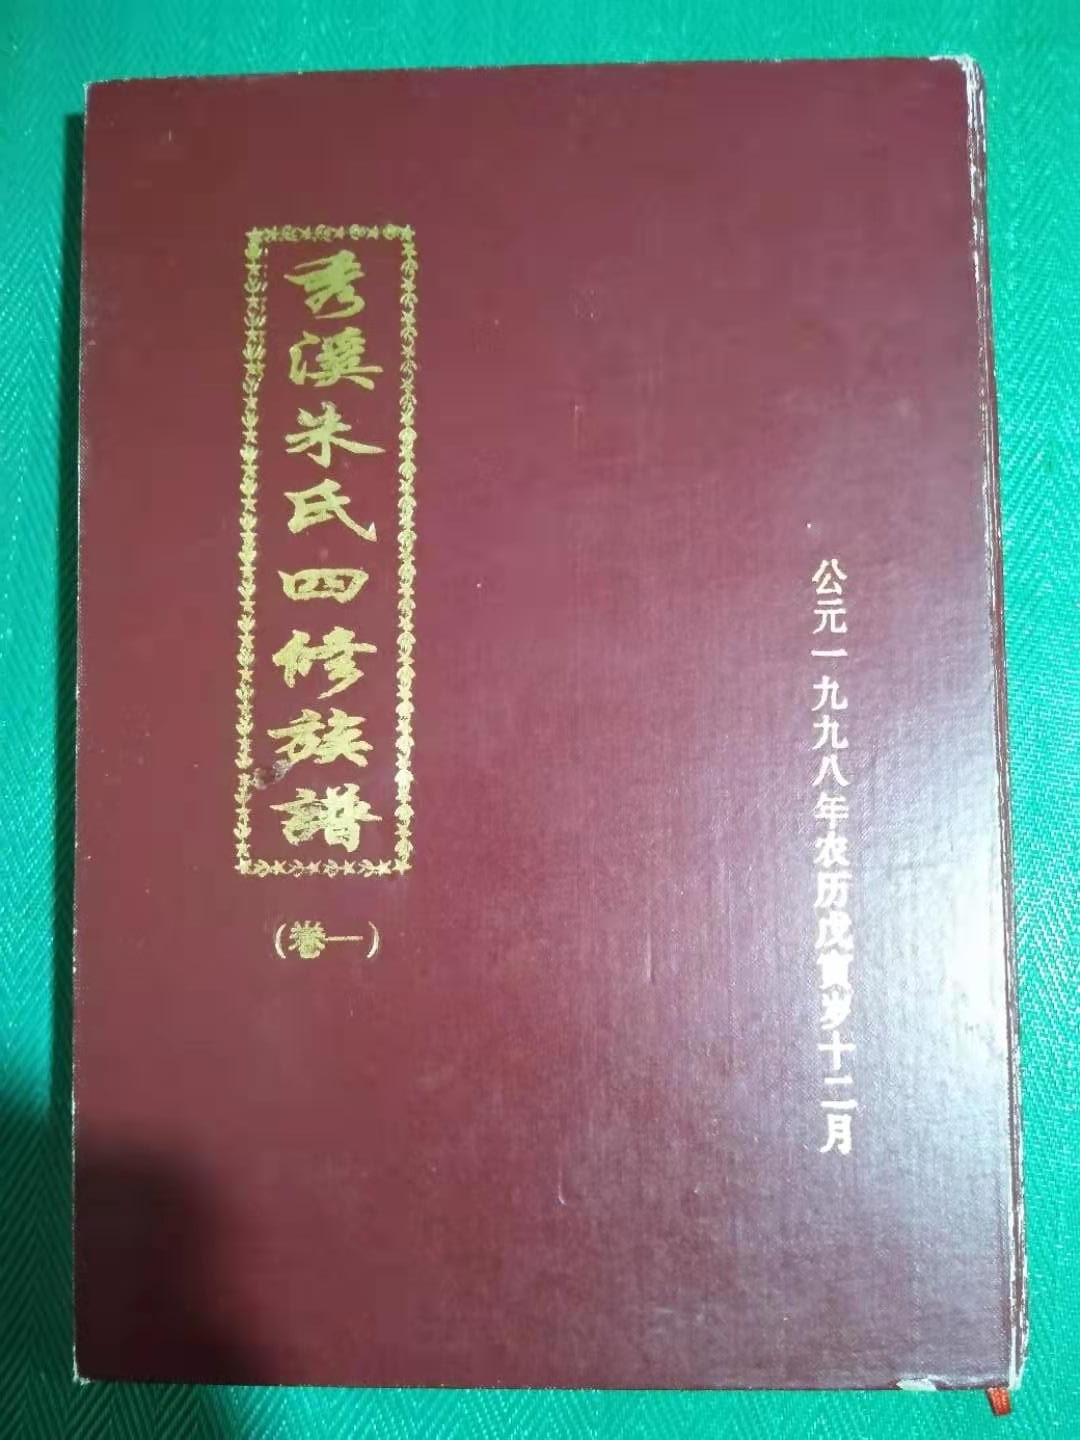 秀溪朱氏四修族譜
(卷一)
公元一九九八年农历戊寅岁十二月